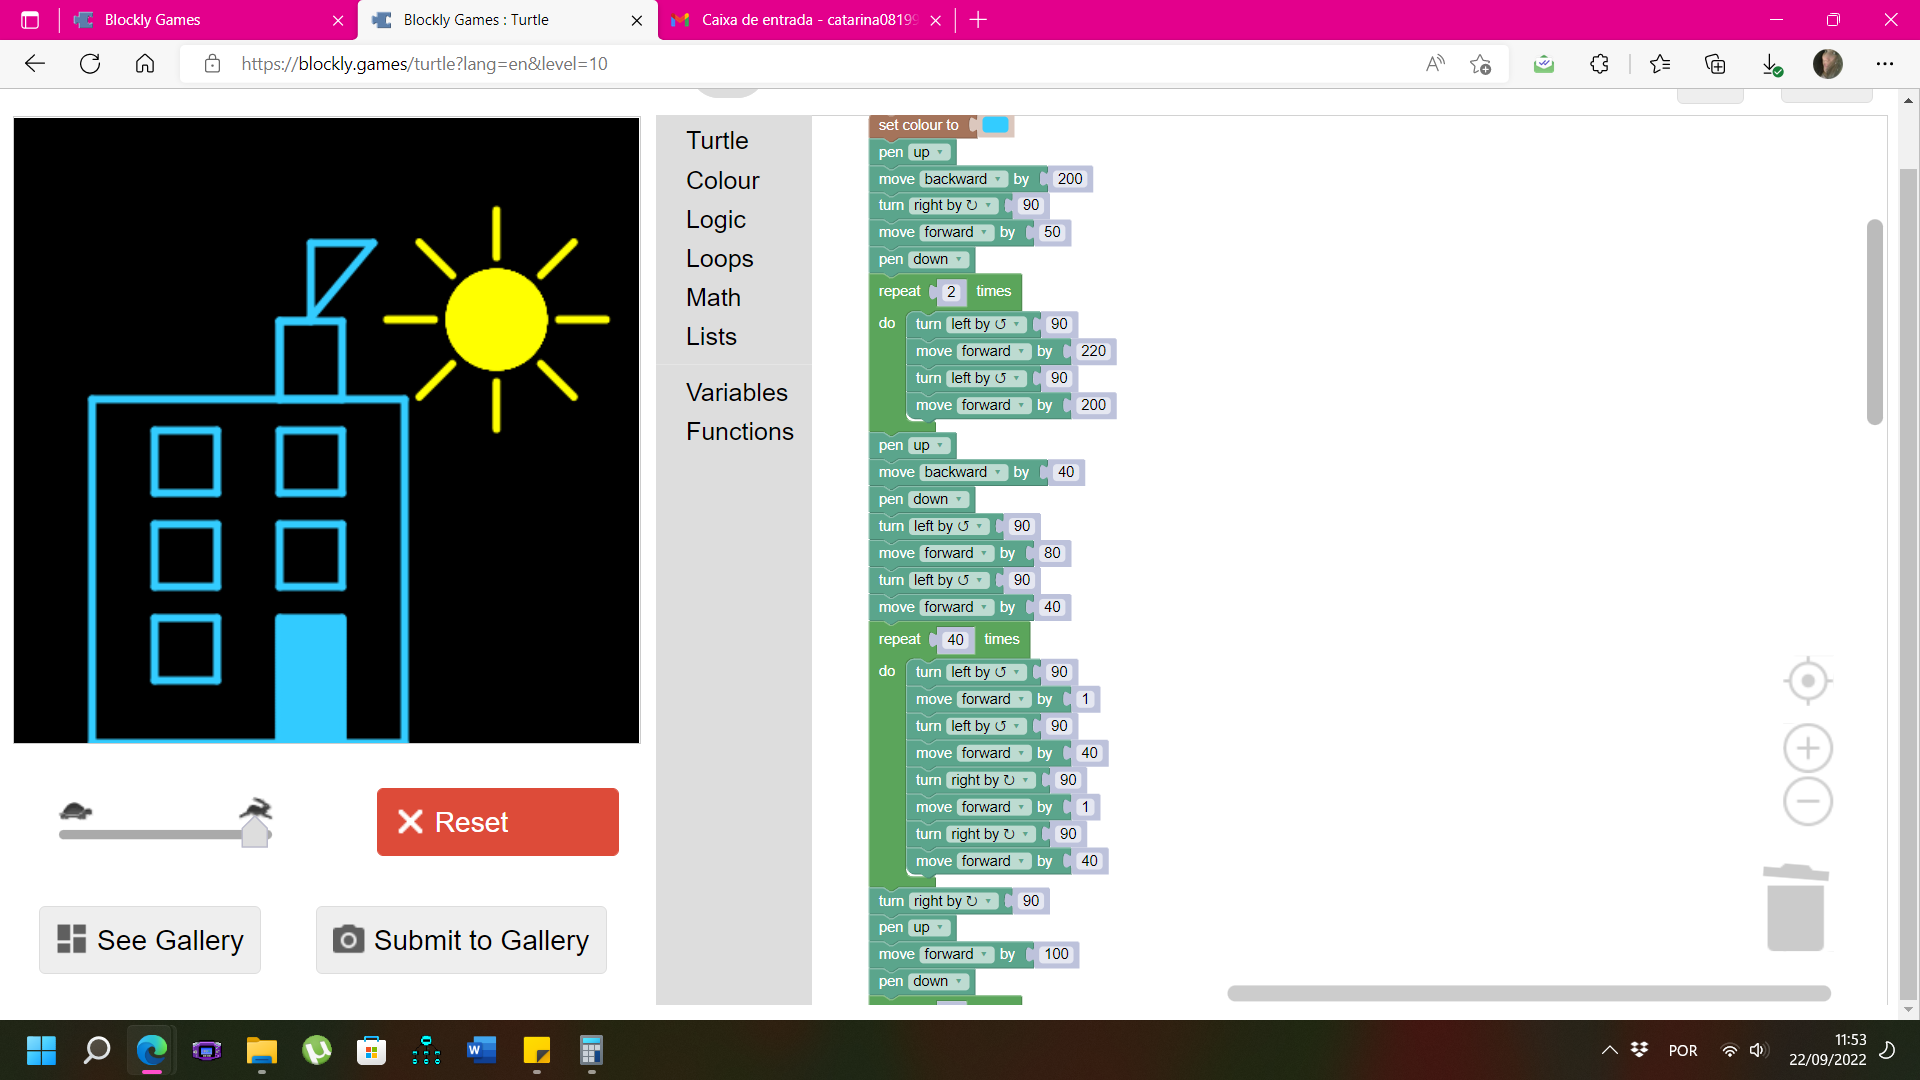 Blockly Games
Blockly Games : Turtle
Caixa de entrada - catarina08199
https://blockly.games/turtle?lang=en&level=10
Turtle
Colour
Logic
Loops
Math
Lists
Variables
Functions
set colour to
pen up
move backward by 200
turn right by ↻ 90
move forward by 50
pen down
repeat 2 times
do turn left by ↺ 90
move forward by 220
turn left by ↺ 90
move forward by 200
pen up
move backward by 40
pen down
turn left by ↺ 90
move forward by 80
turn left by ↺ 90
move forward by 40
repeat 40 times
do turn left by ↺ 90
move forward by 1
turn left by ↺ 90
move forward by 40
turn right by ↻ 90
move forward by 1
turn right by ↻ 90
move forward by 40
turn right by ↻ 90
pen up
move forward by 100
pen down
Reset
See Gallery
Submit to Gallery
POR
11:53
22/09/2022